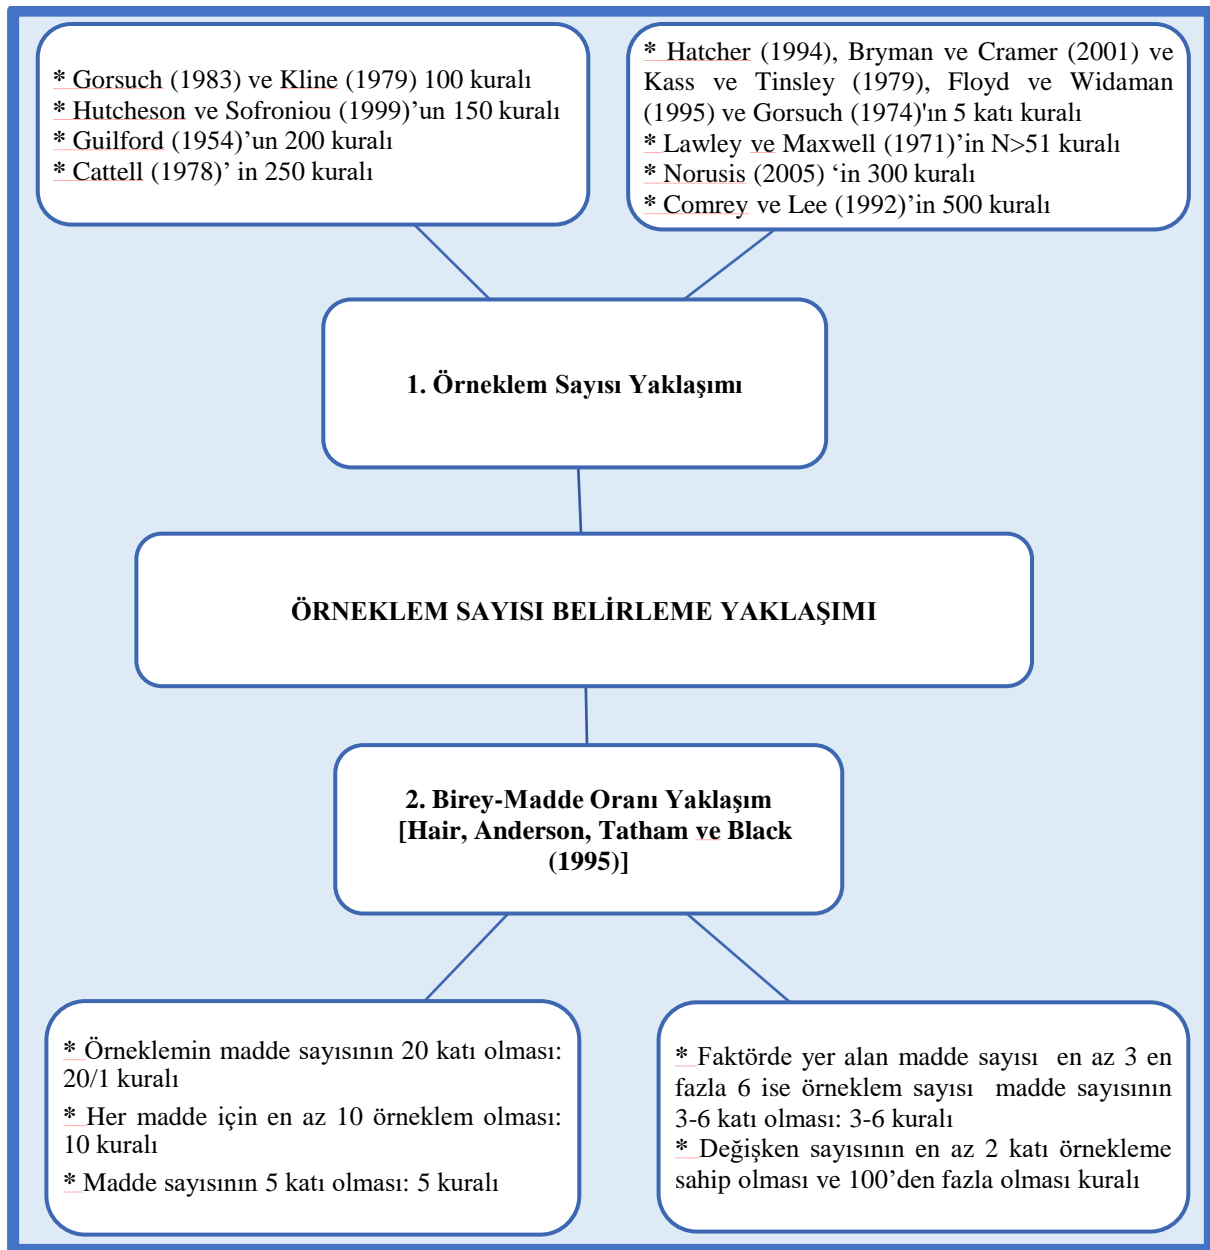 * Gorsuch (1983) ve Kline (1979) 100 kuralı
* Hutcheson ve Sofroniou (1999)’un 150 kuralı
* Guilford (1954)’un 200 kuralı
* Cattell (1978)’ in 250 kuralı
* Hatcher (1994), Bryman ve Cramer (2001) ve
Kass ve Tinsley (1979), Floyd ve Widaman
(1995) ve Gorsuch (1974)'ın 5 katı kuralı
* Lawley ve Maxwell (1971)’in N>51 kuralı
* Norusis (2005) ‘in 300 kuralı
* Comrey ve Lee (1992)’in 500 kuralı
1. Örneklem Sayısı Yaklaşımı
ÖRNEKLEM SAYISI BELİRLEME YAKLAŞIMI
2. Birey-Madde Oranı Yaklaşım
[Hair, Anderson, Tatham ve Black
(1995)]
* Örneklemin madde sayısının 20 katı olması:
20/1 kuralı
* Her madde için en az 10 örneklem olması:
10 kuralı
* Madde sayısının 5 katı olması: 5 kuralı
* Faktörde yer alan madde sayısı en az 3 en
fazla 6 ise örneklem sayısı madde sayısının
3-6 katı olması: 3-6 kuralı
* Değişken sayısının en az 2 katı örnekleme
sahip olması ve 100’den fazla olması kuralı